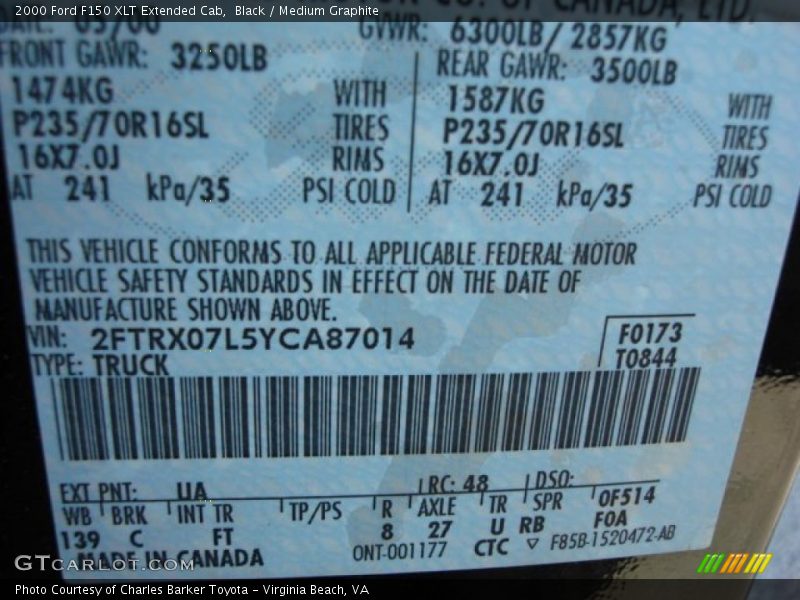 2000 Ford F150 XLT Extended Cab, Black / Medium Graphite
GVWR: 6300LB / 2857KG
FRONT GAWR: 3250LB REAR GAWR: 3500LB
1474KG WITH 1587KG WITH
P235/70R16SL TIRES P235/70R16SL TIRES
16X7.0J RIMS 16X7.0J RIMS
AT 241 kPa/35 PSI COLD AT 241 kPa/35 PSI COLD
THIS VEHICLE CONFORMS TO ALL APPLICABLE FEDERAL MOTOR
VEHICLE SAFETY STANDARDS IN EFFECT ON THE DATE OF
MANUFACTURE SHOWN ABOVE.
VIN: 2FTRX07L5YCA87014 F0173
TYPE: TRUCK T0844
EXT PNT: UA RC: 48 DSO:
WB BRK INT TR TP/PS R AXLE TR SPR 0F514
139 C FT 8 27 U RB F0A
MADE IN CANADA ONT-001177 CTC ▽ F85B-1520472-AB
GTCarLot.com
Photo Courtesy of Charles Barker Toyota - Virginia Beach, VA